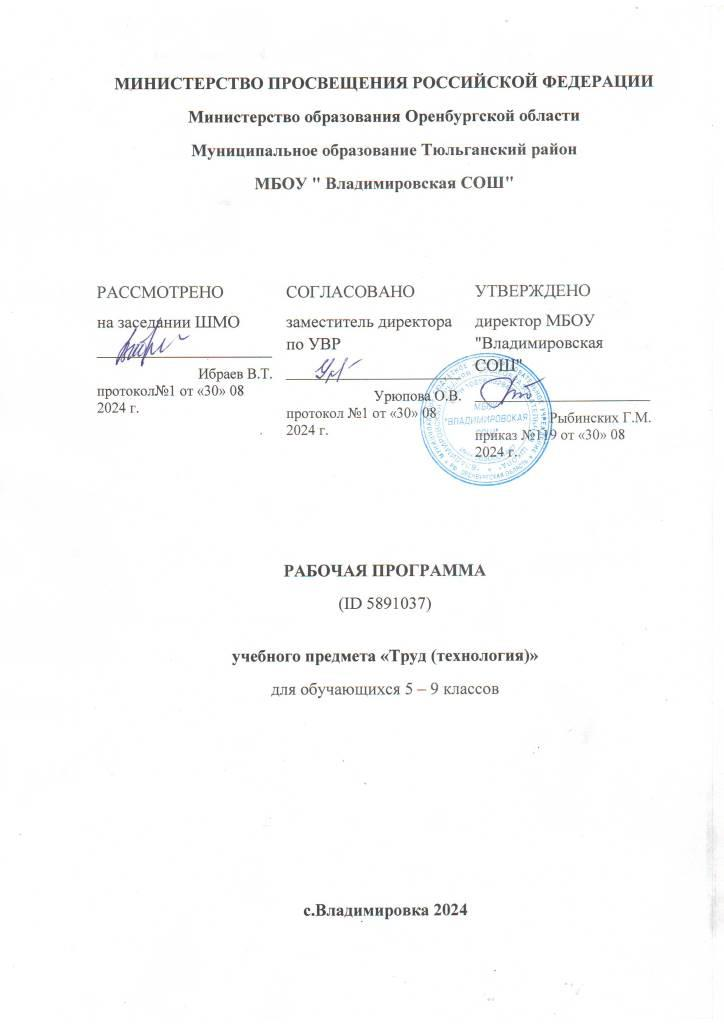 МИНИСТЕРСТВО ПРОСВЕЩЕНИЯ РОССИЙСКОЙ ФЕДЕРАЦИИ
Министерство образования Оренбургской области
Муниципальное образование Тюльганский район
МБОУ " Владимировская СОШ"
РАССМОТРЕНО
на заседании ШМО
Ибраев В.Т.
протокол№1 от «30» 08
2024 г.
СОГЛАСОВАНО
заместитель директора
по УВР
Урюпова О.В.
протокол №1 от «30» 08
2024 г.
УТВЕРЖДЕНО
директор МБОУ
"Владимировская
СОШ"
Рыбинских Г.М.
приказ №119 от «30» 08
2024 г.
"ВЛАДИМИРОВСКАЯ
РАБОЧАЯ ПРОГРАММА
(ID 5891037)
учебного предмета «Труд (технология)»
для обучающихся 5 – 9 классов
с.Владимировка 2024